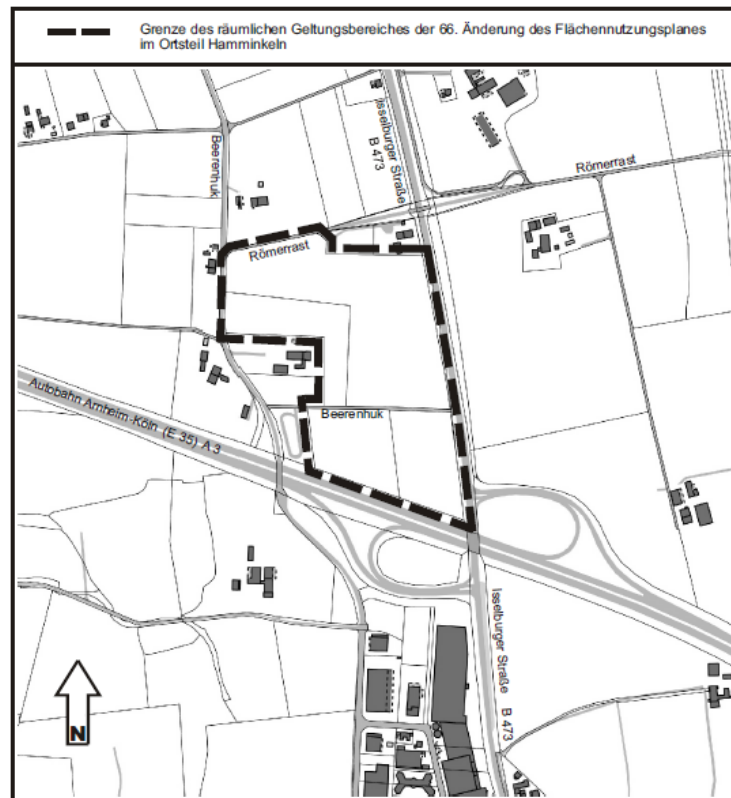 Grenze des räumlichen Geltungsbereiches der 66. Änderung des Flächennutzungsplanes
im Ortsteil Hamminkeln
Beerenhuk
Isselburger Straße
B 473
Römerrast
Römerrast
Beerenhuk
Autobahn Arnheim-Köln (E 35) A 3
Isselburger Straße B 473
N